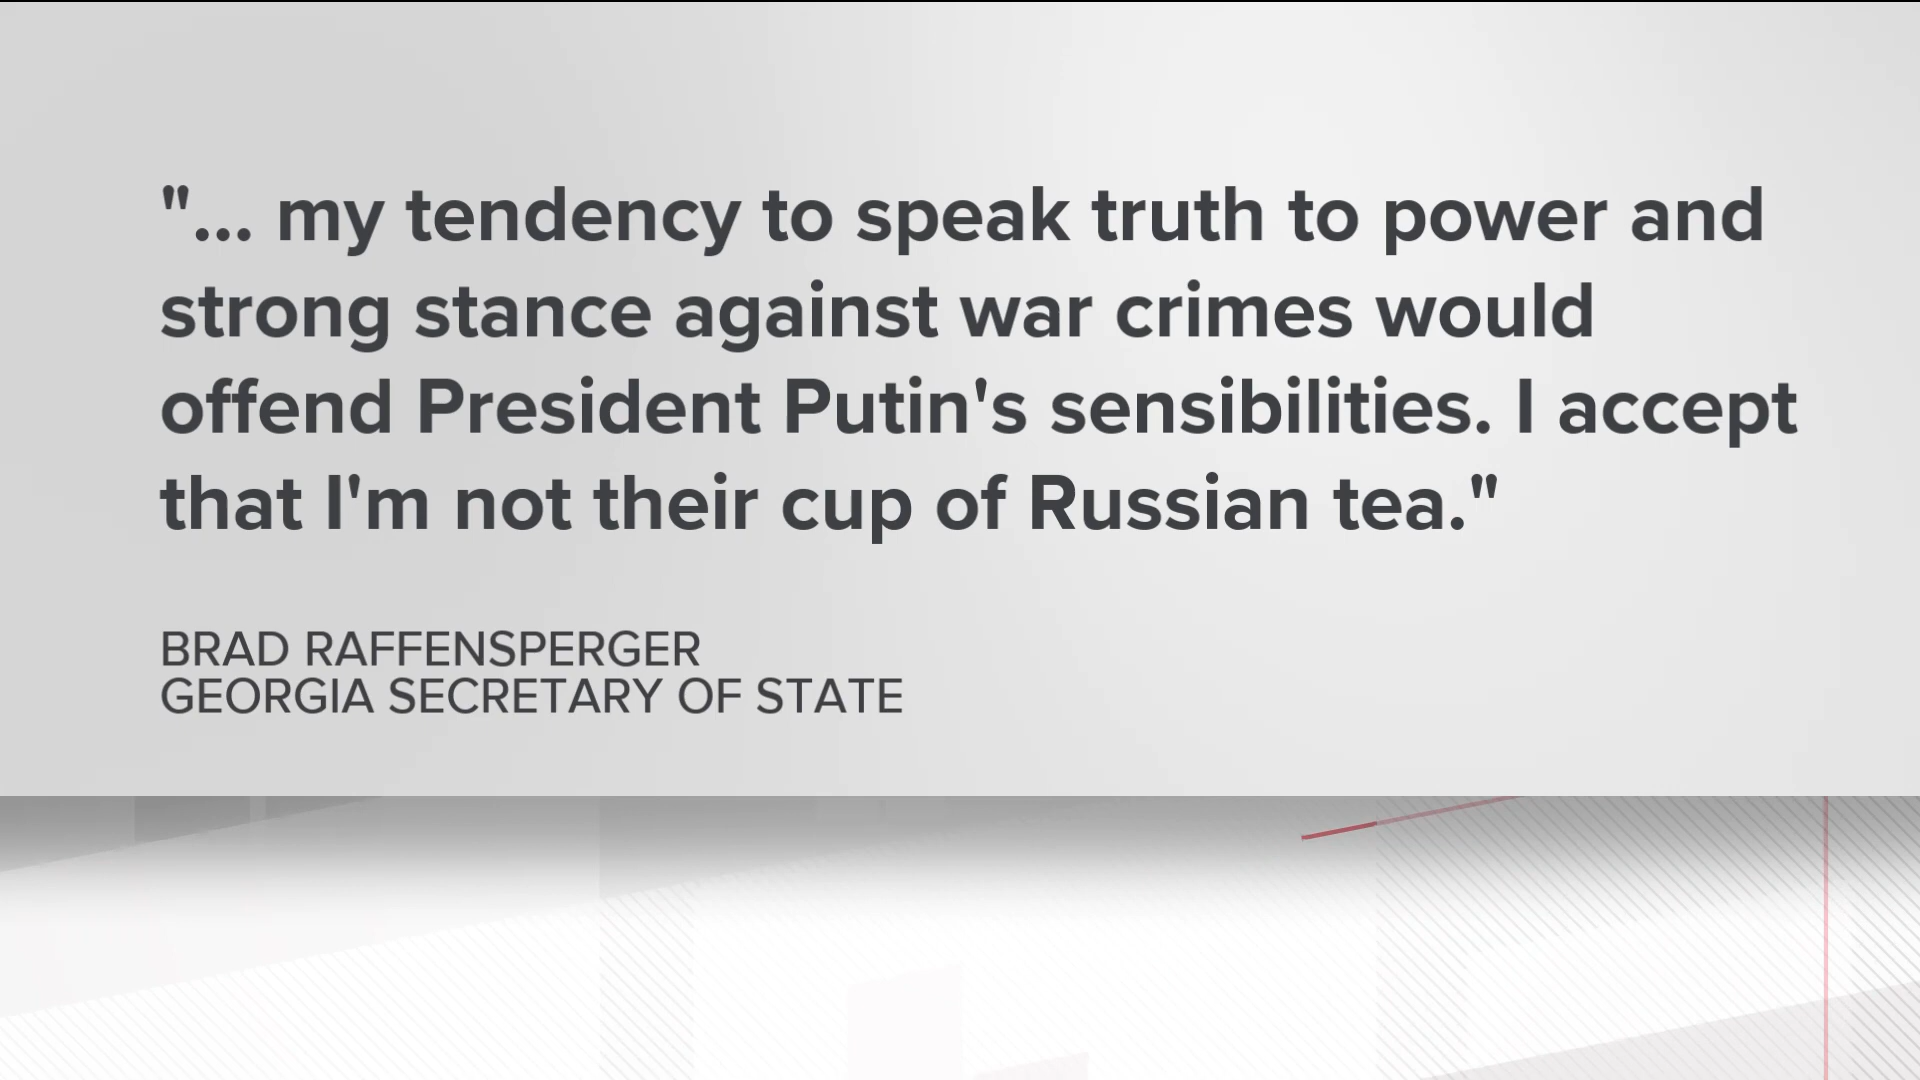 "... my tendency to speak truth to power and
strong stance against war crimes would
offend President Putin's sensibilities. I accept
that I'm not their cup of Russian tea."
BRAD RAFFENSPERGER
GEORGIA SECRETARY OF STATE